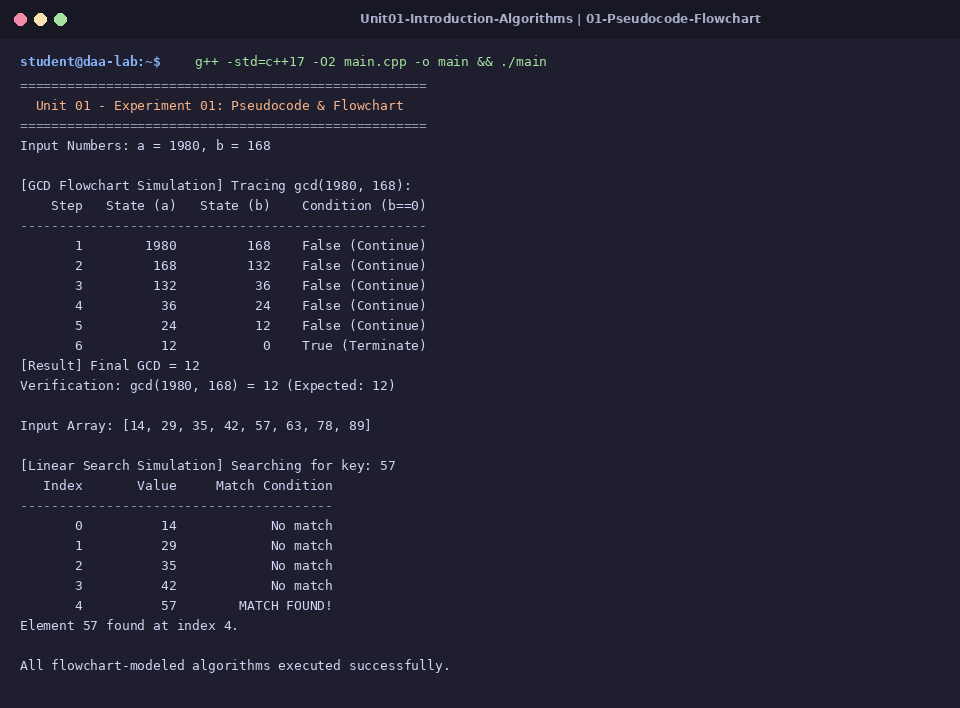 Unit01-Introduction-Algorithms | 01-Pseudocode-Flowchart
student@daa-lab:~$    g++ -std=c++17 -O2 main.cpp -o main && ./main
====================================================
  Unit 01 - Experiment 01: Pseudocode & Flowchart
====================================================
Input Numbers: a = 1980, b = 168

[GCD Flowchart Simulation] Tracing gcd(1980, 168):
    Step   State (a)   State (b)    Condition (b==0)
----------------------------------------------------
       1        1980         168    False (Continue)
       2         168         132    False (Continue)
       3         132          36    False (Continue)
       4          36          24    False (Continue)
       5          24          12    False (Continue)
       6          12           0    True (Terminate)
[Result] Final GCD = 12
Verification: gcd(1980, 168) = 12 (Expected: 12)

Input Array: [14, 29, 35, 42, 57, 63, 78, 89]

[Linear Search Simulation] Searching for key: 57
   Index       Value     Match Condition
----------------------------------------
       0          14            No match
       1          29            No match
       2          35            No match
       3          42            No match
       4          57        MATCH FOUND!
Element 57 found at index 4.

All flowchart-modeled algorithms executed successfully.